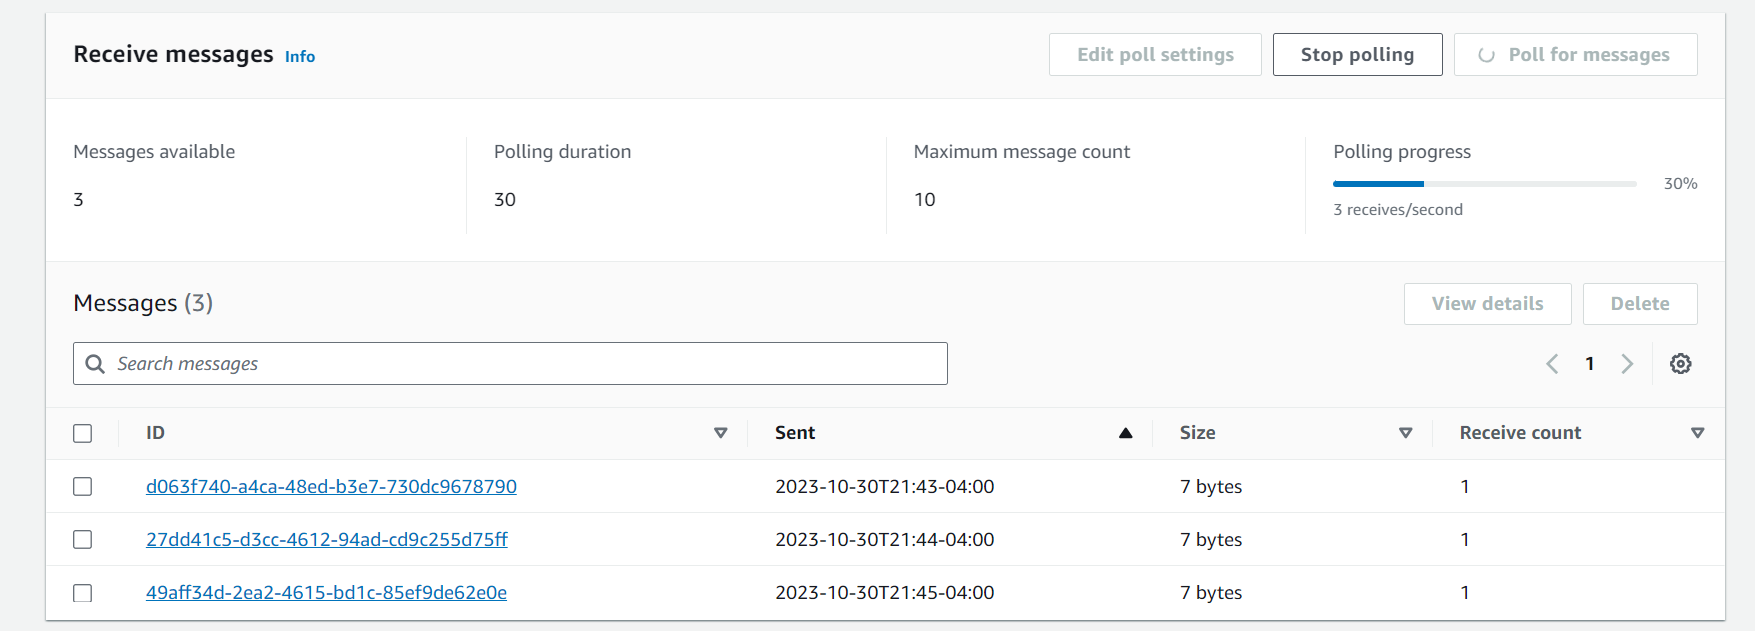 Receive messages Info Edit poll settings Stop polling Poll for messages
Messages available Polling duration Maximum message count Polling progress
3 30 10 30%
3 receives/second
Messages (3) View details Delete
Search messages 1
ID Sent Size Receive count
d063f740-a4ca-48ed-b3e7-730dc9678790 2023-10-30T21:43-04:00 7 bytes 1
27dd41c5-d3cc-4612-94ad-cd9c255d75ff 2023-10-30T21:44-04:00 7 bytes 1
49aff34d-2ea2-4615-bd1c-85ef9de62e0e 2023-10-30T21:45-04:00 7 bytes 1